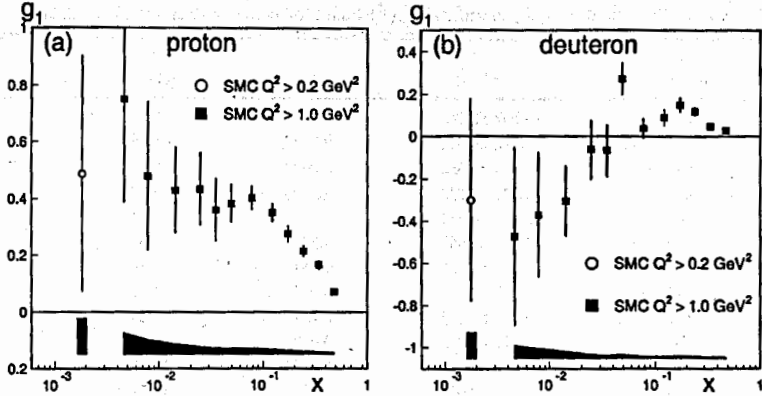 g₁
(a) proton
1
0.8
0.6
0.4
0.2
0
0.2
○ SMC Q² > 0.2 GeV²
■ SMC Q² > 1.0 GeV²
10⁻³ -10⁻² 10⁻¹ X 1
g₁
(b) deuteron
0.4
0.2
0
-0.2
-0.4
-0.6
-0.8
-1
○ SMC Q² > 0.2 GeV²
■ SMC Q² > 1.0 GeV²
10⁻³ 10⁻² 10⁻¹ X 1